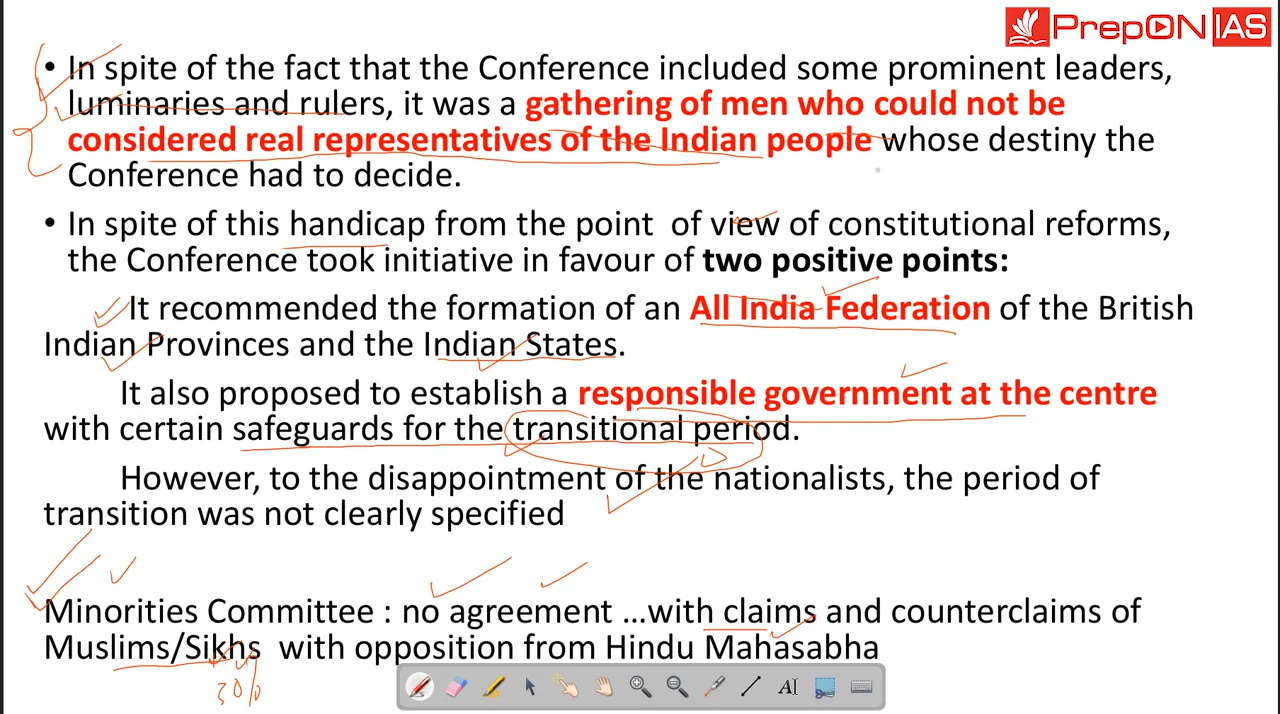 PrepON IAS
• In spite of the fact that the Conference included some prominent leaders,
luminaries and rulers, it was a gathering of men who could not be
considered real representatives of the Indian people whose destiny the
Conference had to decide.
• In spite of this handicap from the point of view of constitutional reforms,
the Conference took initiative in favour of two positive points:
It recommended the formation of an All India Federation of the British
Indian Provinces and the Indian States.
It also proposed to establish a responsible government at the centre
with certain safeguards for the transitional period.
However, to the disappointment of the nationalists, the period of
transition was not clearly specified
Minorities Committee : no agreement ...with claims and counterclaims of
Muslims/Sikhs with opposition from Hindu Mahasabha
30%